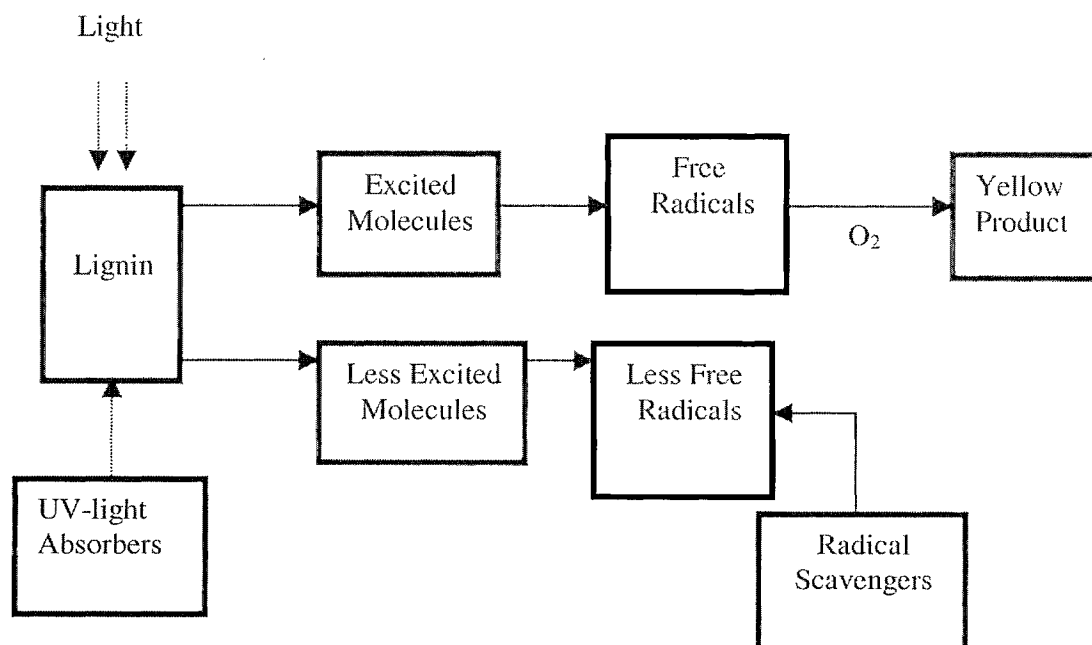 Light
Lignin
Excited
Molecules
Free
Radicals
O₂
Yellow
Product
Less Excited
Molecules
Less Free
Radicals
UV-light
Absorbers
Radical
Scavengers